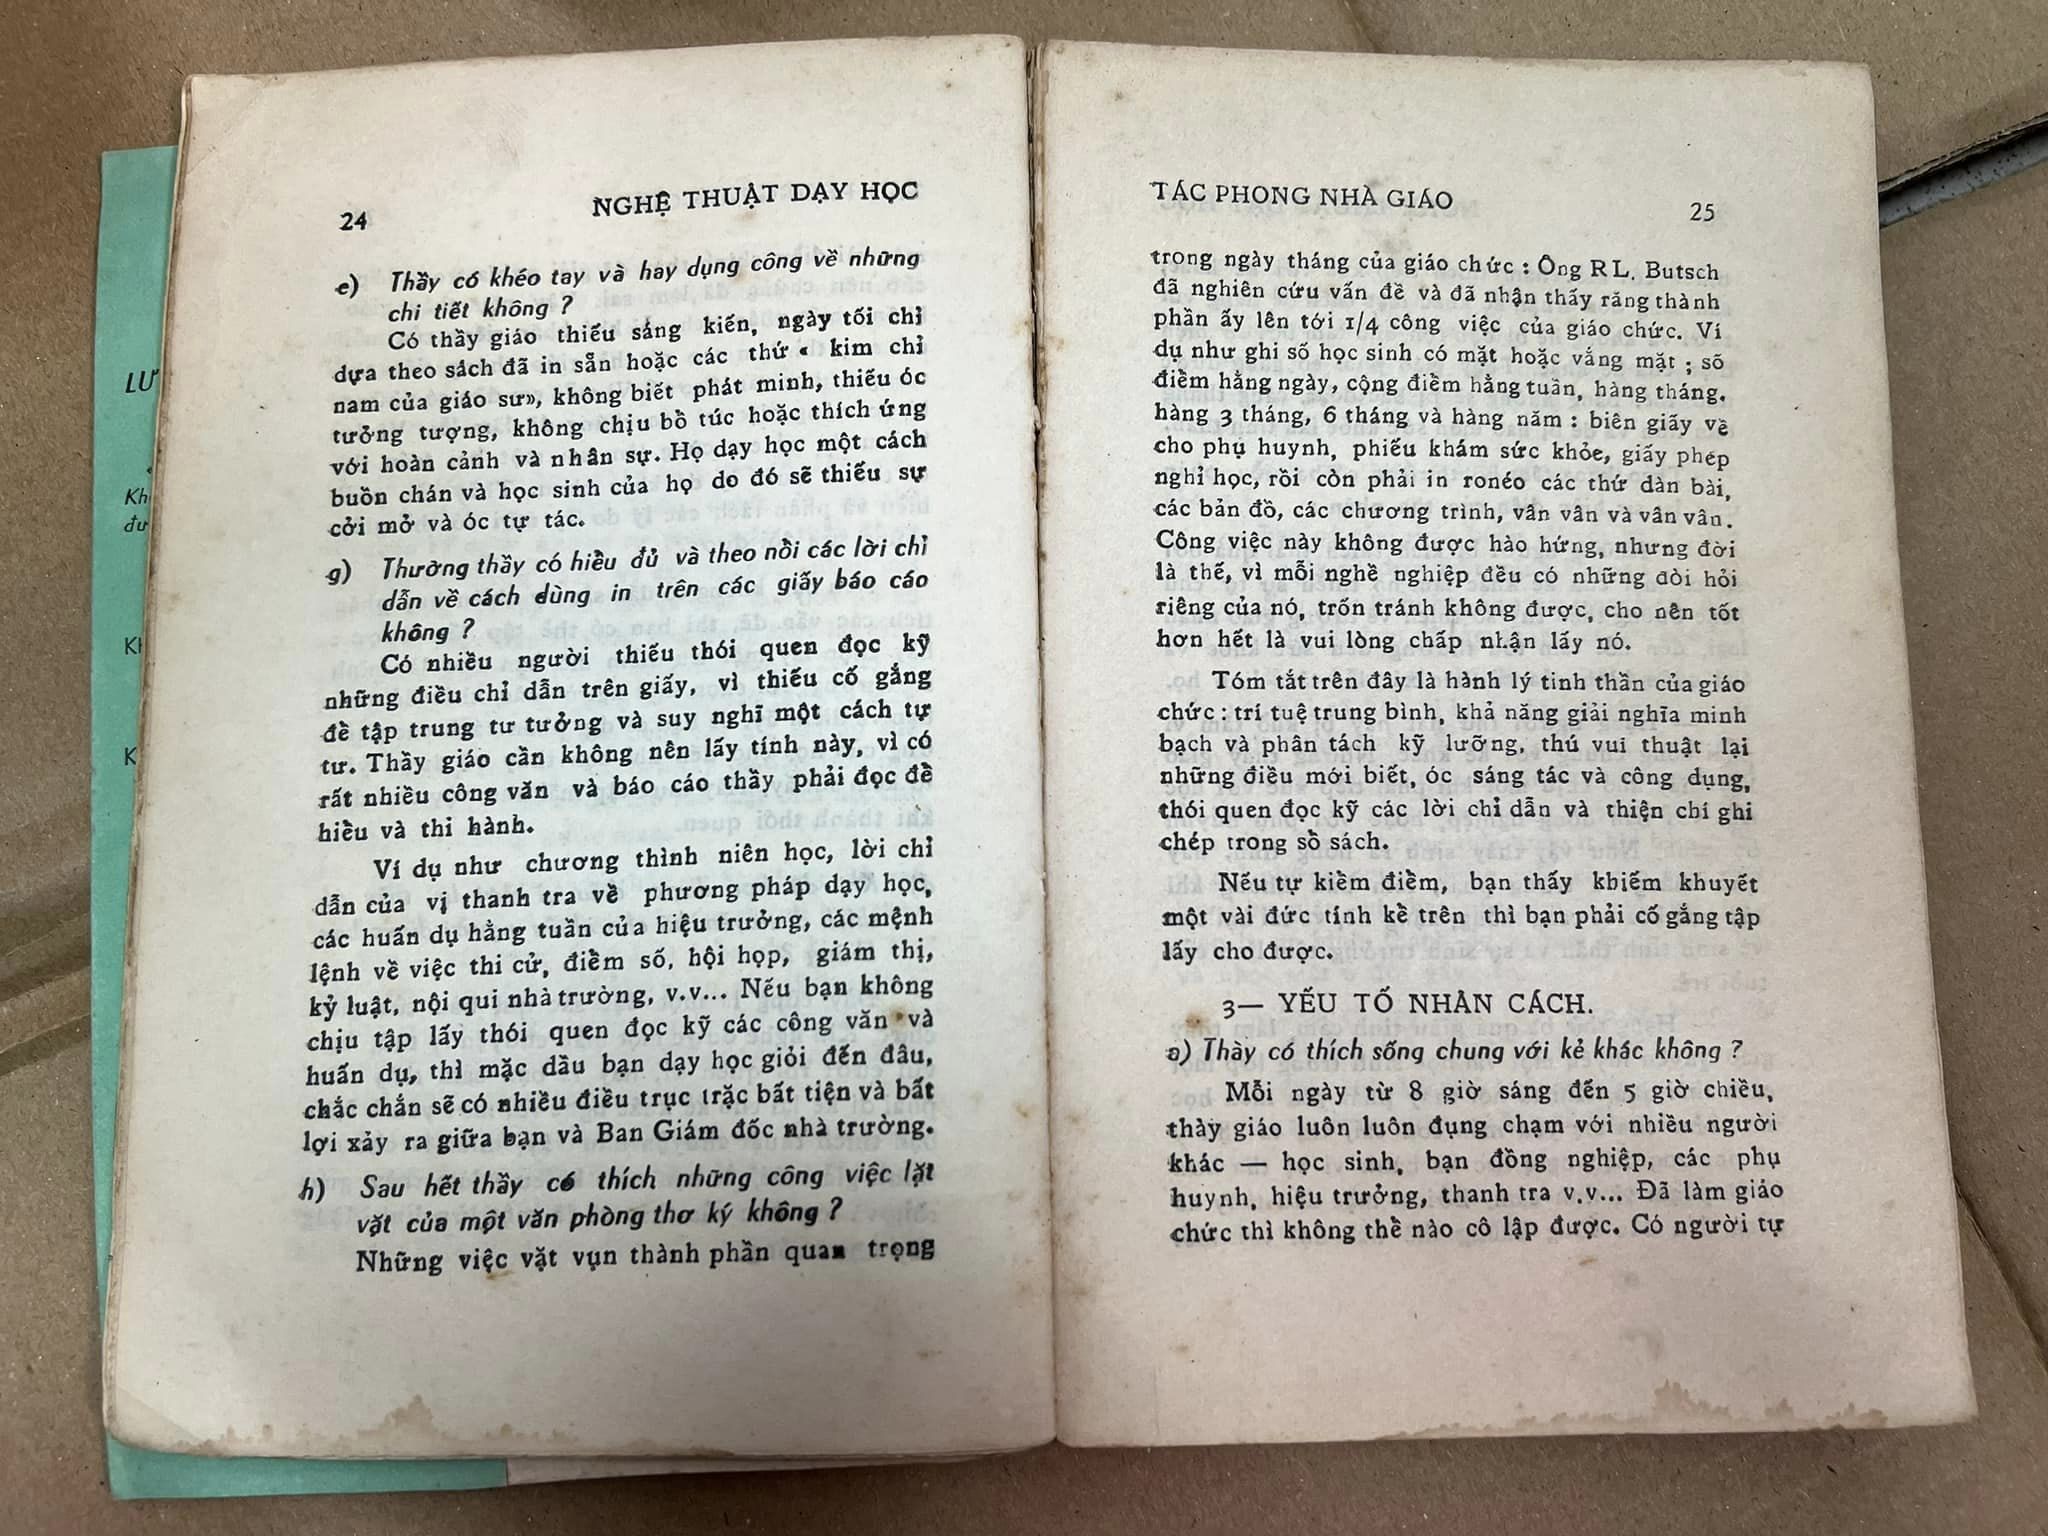 24
NGHỆ THUẬT DẠY HỌC
e) Thầy có khéo tay và hay dụng công về những
chi tiết không ?
Có thầy giáo thiếu sáng kiến, ngày tối chỉ
dựa theo sách đã in sẵn hoặc các thứ « kim chỉ
nam của giáo sư», không biết phát minh, thiếu óc
tưởng tượng, không chịu bổ túc hoặc thích ứng
với hoàn cảnh và nhân sự. Họ dạy học một cách
buồn chán và học sinh của họ do đó sẽ thiếu sự
cởi mở và óc tự tác.
g) Thường thầy có hiểu đủ và theo nổi các lời chỉ
dẫn về cách dùng in trên các giấy báo cáo
không ?
Có nhiều người thiếu thói quen đọc kỹ
những điều chỉ dẫn trên giấy, vì thiếu cố gắng
để tập trung tư tưởng và suy nghĩ một cách tự
tư. Thầy giáo cần không nên lấy tính này, vì có
rất nhiều công văn và báo cáo thầy phải đọc để
hiểu và thi hành.
Ví dụ như chương thình niên học, lời chỉ
dẫn của vị thanh tra về phương pháp dạy học,
các huấn dụ hằng tuần của hiệu trưởng, các mệnh
lệnh về việc thi cử, điểm số, hội họp, giám thị,
kỷ luật, nội qui nhà trường, v.v... Nếu bạn không
chịu tập lấy thói quen đọc kỹ các công văn và
huấn dụ, thì mặc dầu bạn dạy học giỏi đến đâu,
chắc chắn sẽ có nhiều điều trục trặc bất tiện và bất
lợi xảy ra giữa bạn và Ban Giám đốc nhà trường.
h) Sau hết thầy có thích những công việc lặt
vặt của một văn phòng thơ ký không ?
Những việc vặt vụn thành phần quan trọng
TÁC PHONG NHÀ GIÁO
25
trong ngày tháng của giáo chức : Ông R L. Butsch
đã nghiên cứu vấn đề và đã nhận thấy rằng thành
phần ấy lên tới 1/4 công việc của giáo chức. Ví
dụ như ghi số học sinh có mặt hoặc vắng mặt ; số
điểm hằng ngày, cộng điểm hằng tuần, hàng tháng.
hàng 3 tháng, 6 tháng và hàng năm : biên giấy về
cho phụ huynh, phiếu khám sức khỏe, giấy phép
nghỉ học, rồi còn phải in ronéo các thứ dàn bài,
các bản đồ, các chương trình, vân vân và vân vân.
Công việc này không được hào hứng, nhưng đời
là thế, vì mỗi nghề nghiệp đều có những đòi hỏi
riêng của nó, trốn tránh không được, cho nên tốt
hơn hết là vui lòng chấp nhận lấy nó.
Tóm tắt trên đây là hành lý tinh thần của giáo
chức : trí tuệ trung bình, khả năng giải nghĩa minh
bạch và phân tách kỹ lưỡng, thú vui thuật lại
những điều mới biết, óc sáng tác và công dụng,
thói quen đọc kỹ các lời chỉ dẫn và thiện chí ghi
chép trong sổ sách.
Nếu tự kiểm điểm, bạn thấy khiếm khuyết
một vài đức tính kể trên thì bạn phải cố gắng tập
lấy cho được.
3— YẾU TỐ NHÂN CÁCH.
a) Thày có thích sống chung với kẻ khác không ?
Mỗi ngày từ 8 giờ sáng đến 5 giờ chiều,
thày giáo luôn luôn đụng chạm với nhiều người
khác — học sinh, bạn đồng nghiệp, các phụ
huynh, hiệu trưởng, thanh tra v.v... Đã làm giáo
chức thì không thể nào cô lập được. Có người tự